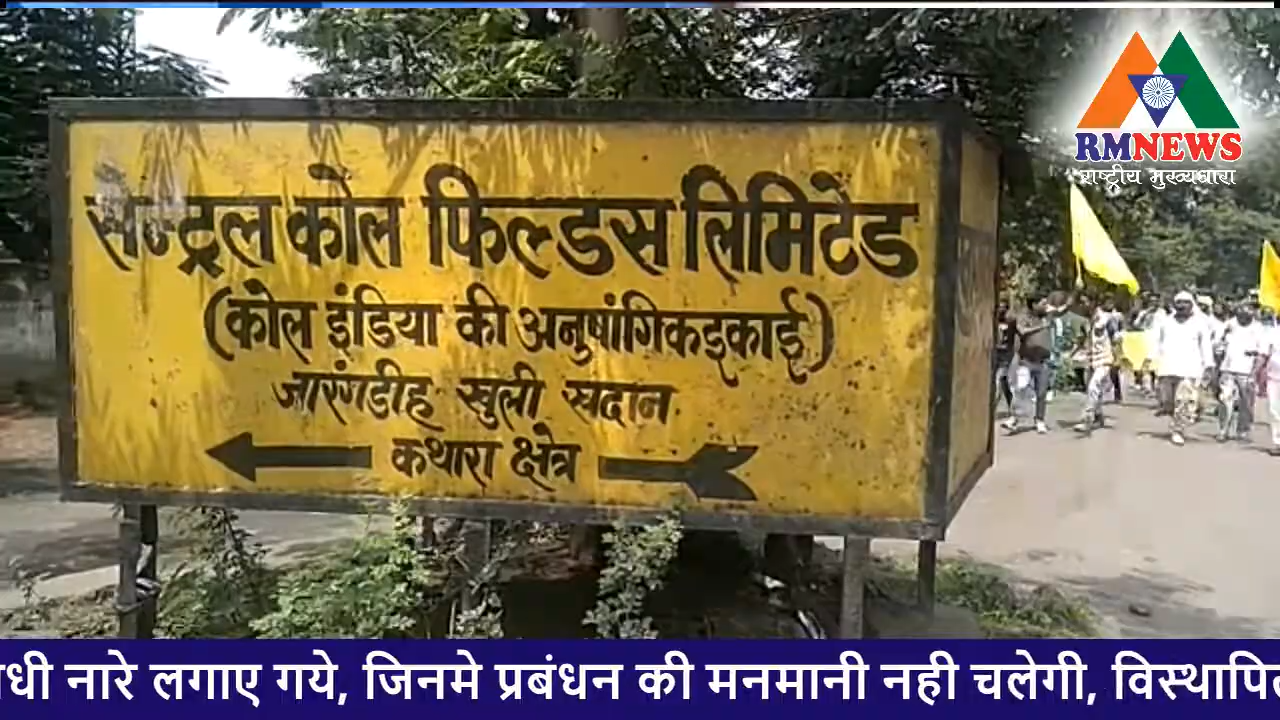 RMNEWS
राष्ट्रीय मुख्यधारा
सेन्ट्रल कोल फिल्डस लिमिटेड
(कोल इंडिया की अनुषांगिकइकाई)
जारंगडीह खुली खदान
कथारा क्षेत्र
नारे लगाए गये, जिनमे प्रबंधन की मनमानी नही चलेगी,